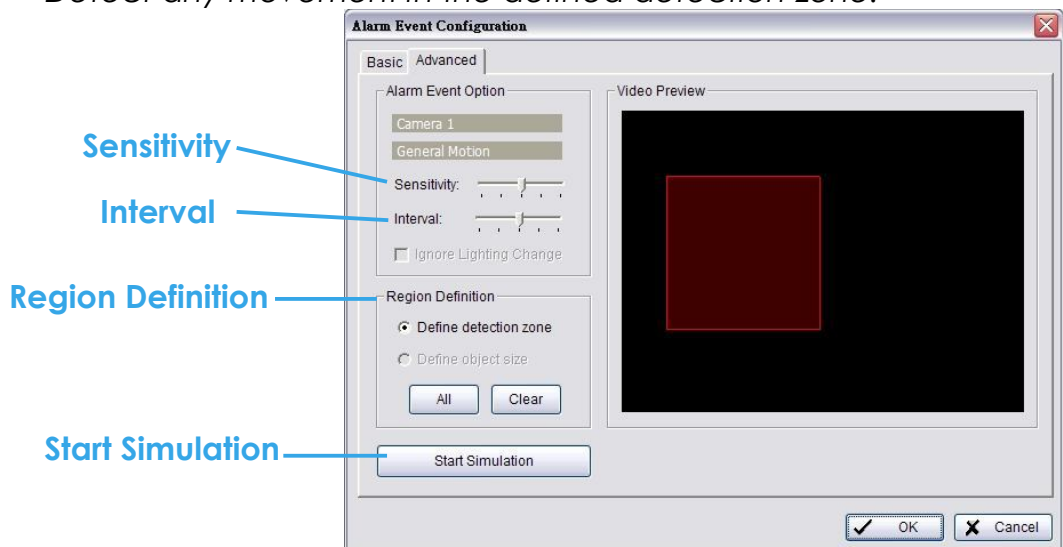 Detect any movement in the defined detection zone.
Alarm Event Configuration
Basic Advanced
Alarm Event Option
Video Preview
Camera 1
General Motion
Sensitivity
Sensitivity:
Interval
Interval:
Ignore Lighting Change
Region Definition
Region Definition
Define detection zone
Define object size
All Clear
Start Simulation
Start Simulation
OK Cancel